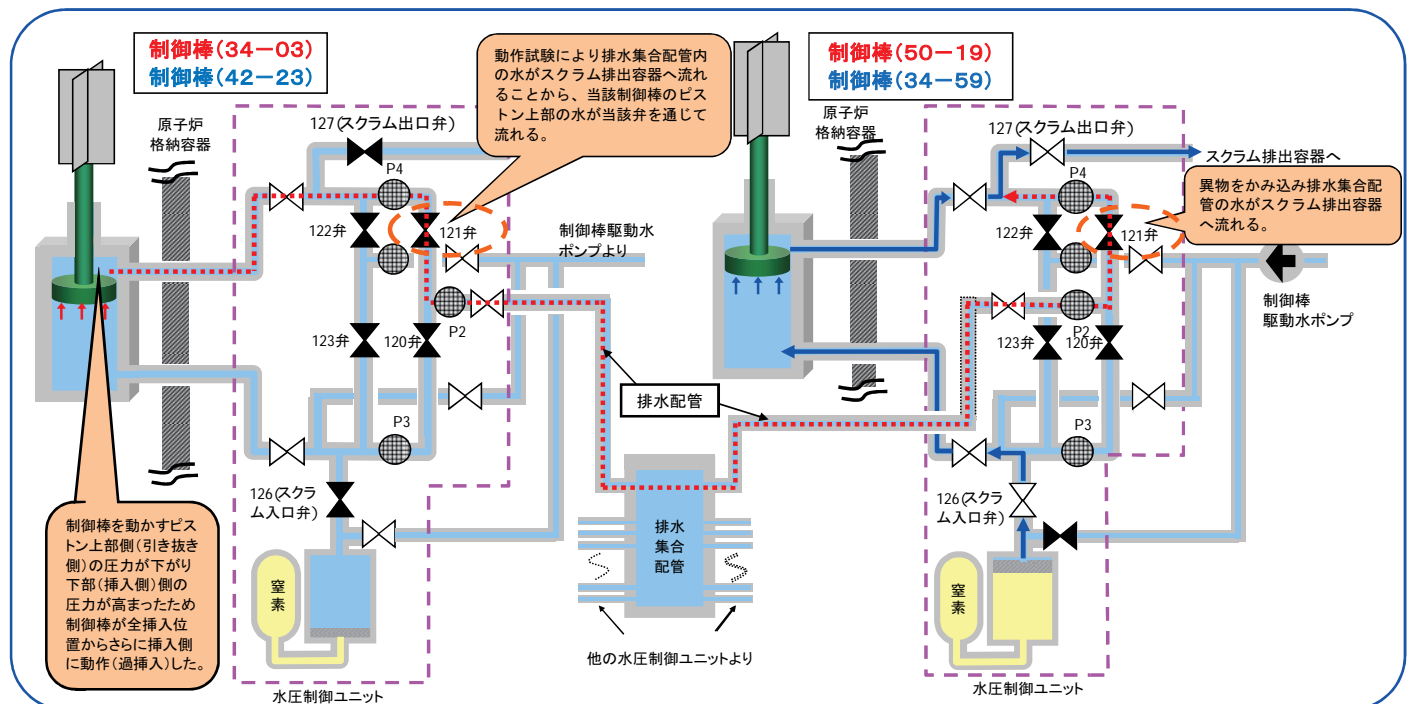 制御棒(34－03)
制御棒(42－23)
原子炉
格納容器
127(スクラム出口弁)
P4
122弁
121弁
123弁
120弁
P2
P3
126(スクラ
ム入口弁)
窒
素
水圧制御ユニット
動作試験により排水集合配管内
の水がスクラム排出容器へ流れ
ることから、当該制御棒のピス
トン上部の水が当該弁を通じて
流れる。
制御棒駆動水
ポンプより
制御棒を動かすピス
トン上部側(引き抜き
側)の圧力が下がり
下部(挿入側)側の
圧力が高まったため
制御棒が全挿入位
置からさらに挿入側
に動作(過挿入)した。
排水配管
排水
集合
配管
他の水圧制御ユニットより
制御棒(50－19)
制御棒(34－59)
原子炉
格納容器
127(スクラム出口弁)
スクラム排出容器へ
P4
122弁
121弁
異物をかみ込み排水集合配
管の水がスクラム排出容器
へ流れる。
制御棒
駆動水ポンプ
P2
123弁
120弁
P3
126(スクラ
ム入口弁)
窒
素
水圧制御ユニット